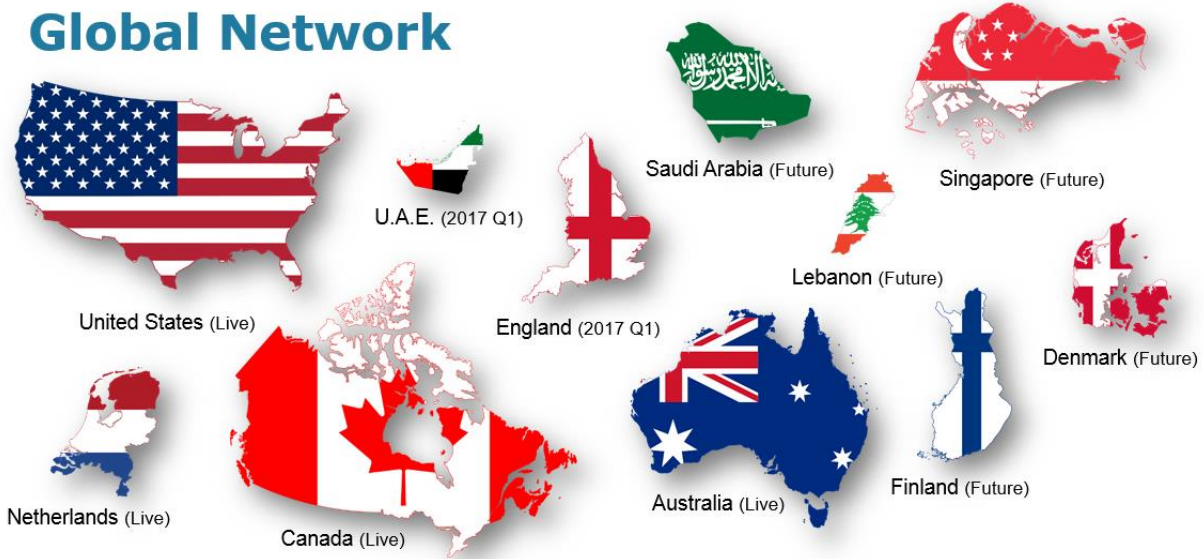 Global Network
United States (Live)
U.A.E. (2017 Q1)
England (2017 Q1)
Saudi Arabia (Future)
Singapore (Future)
Lebanon (Future)
Denmark (Future)
Netherlands (Live)
Canada (Live)
Australia (Live)
Finland (Future)